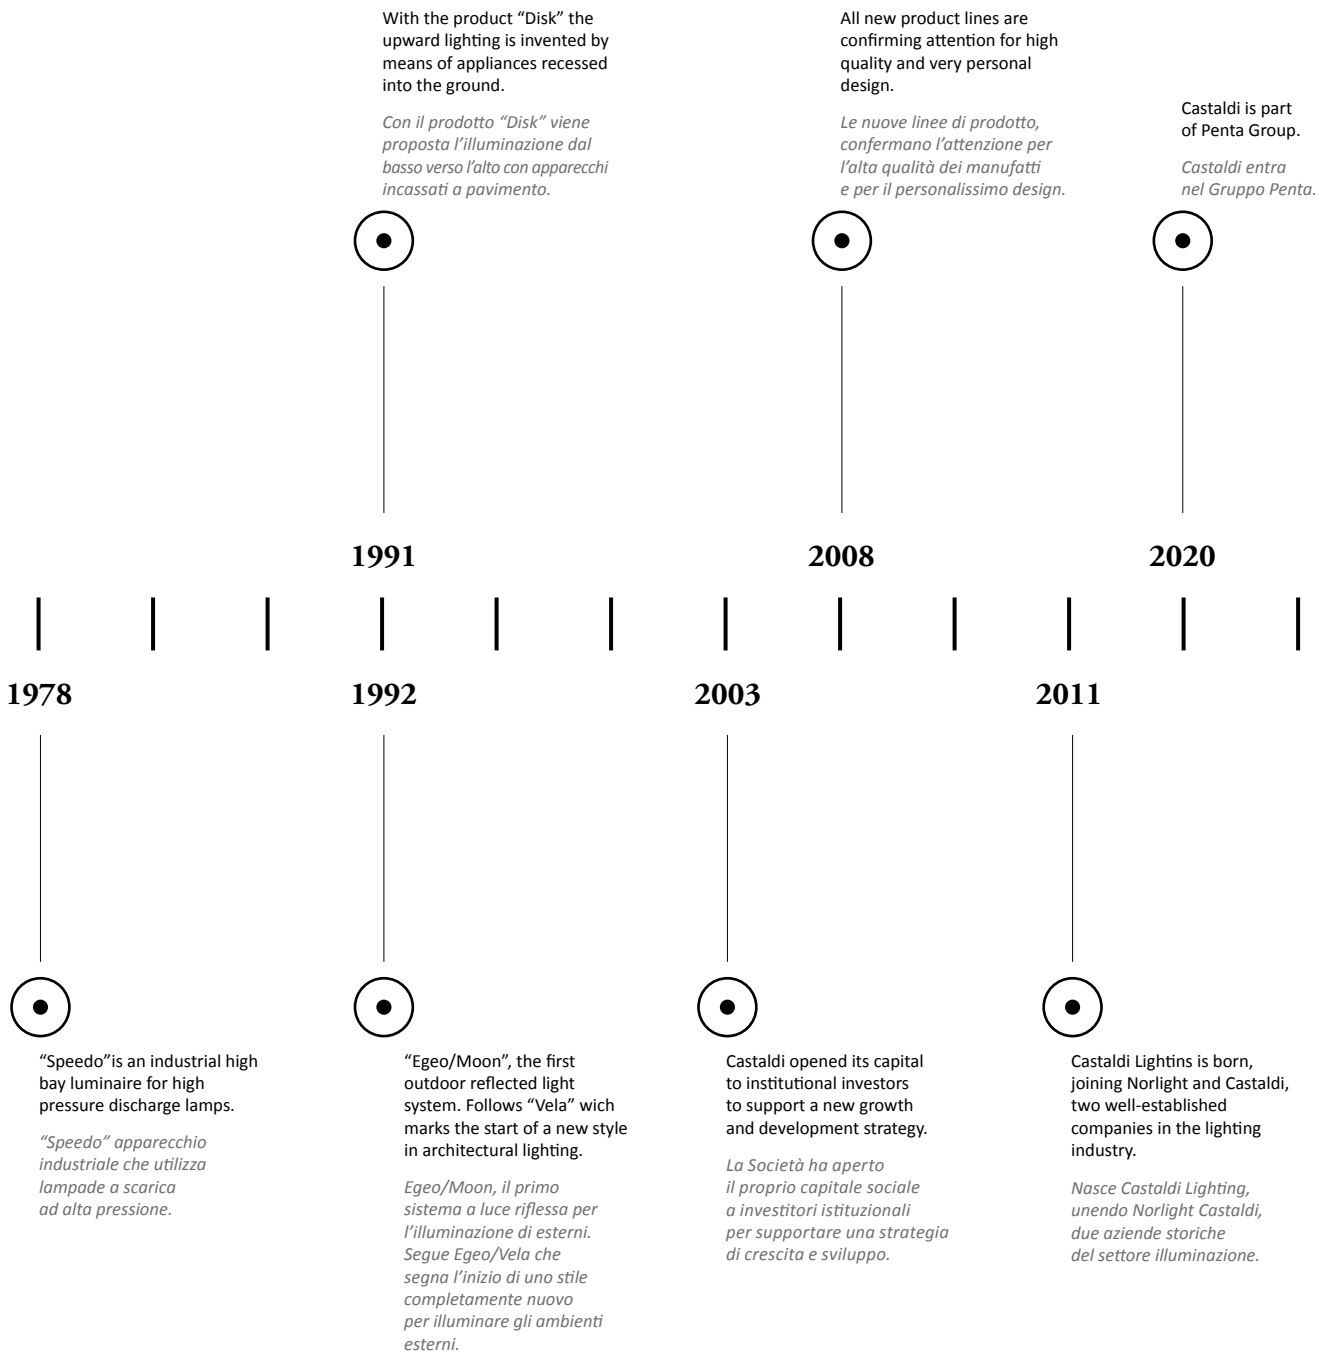 With the product “Disk” the
upward lighting is invented by
means of appliances recessed
into the ground.
Con il prodotto “Disk” viene
proposta l’illuminazione dal
basso verso l’alto con apparecchi
incassati a pavimento.
All new product lines are
confirming attention for high
quality and very personal
design.
Le nuove linee di prodotto,
confermano l’attenzione per
l’alta qualità dei manufatti
e per il personalissimo design.
Castaldi is part
of Penta Group.
Castaldi entra
nel Gruppo Penta.
1991
2008
2020
1978
1992
2003
2011
“Speedo”is an industrial high
bay luminaire for high
pressure discharge lamps.
“Speedo” apparecchio
industriale che utilizza
lampade a scarica
ad alta pressione.
“Egeo/Moon”, the first
outdoor reflected light
system. Follows “Vela” wich
marks the start of a new style
in architectural lighting.
Egeo/Moon, il primo
sistema a luce riflessa per
l’illuminazione di esterni.
Segue Egeo/Vela che
segna l’inizio di uno stile
completamente nuovo
per illuminare gli ambienti
esterni.
Castaldi opened its capital
to institutional investors
to support a new growth
and development strategy.
La Società ha aperto
il proprio capitale sociale
a investitori istituzionali
per supportare una strategia
di crescita e sviluppo.
Castaldi Lightins is born,
joining Norlight and Castaldi,
two well-established
companies in the lighting
industry.
Nasce Castaldi Lighting,
unendo Norlight Castaldi,
due aziende storiche
del settore illuminazione.